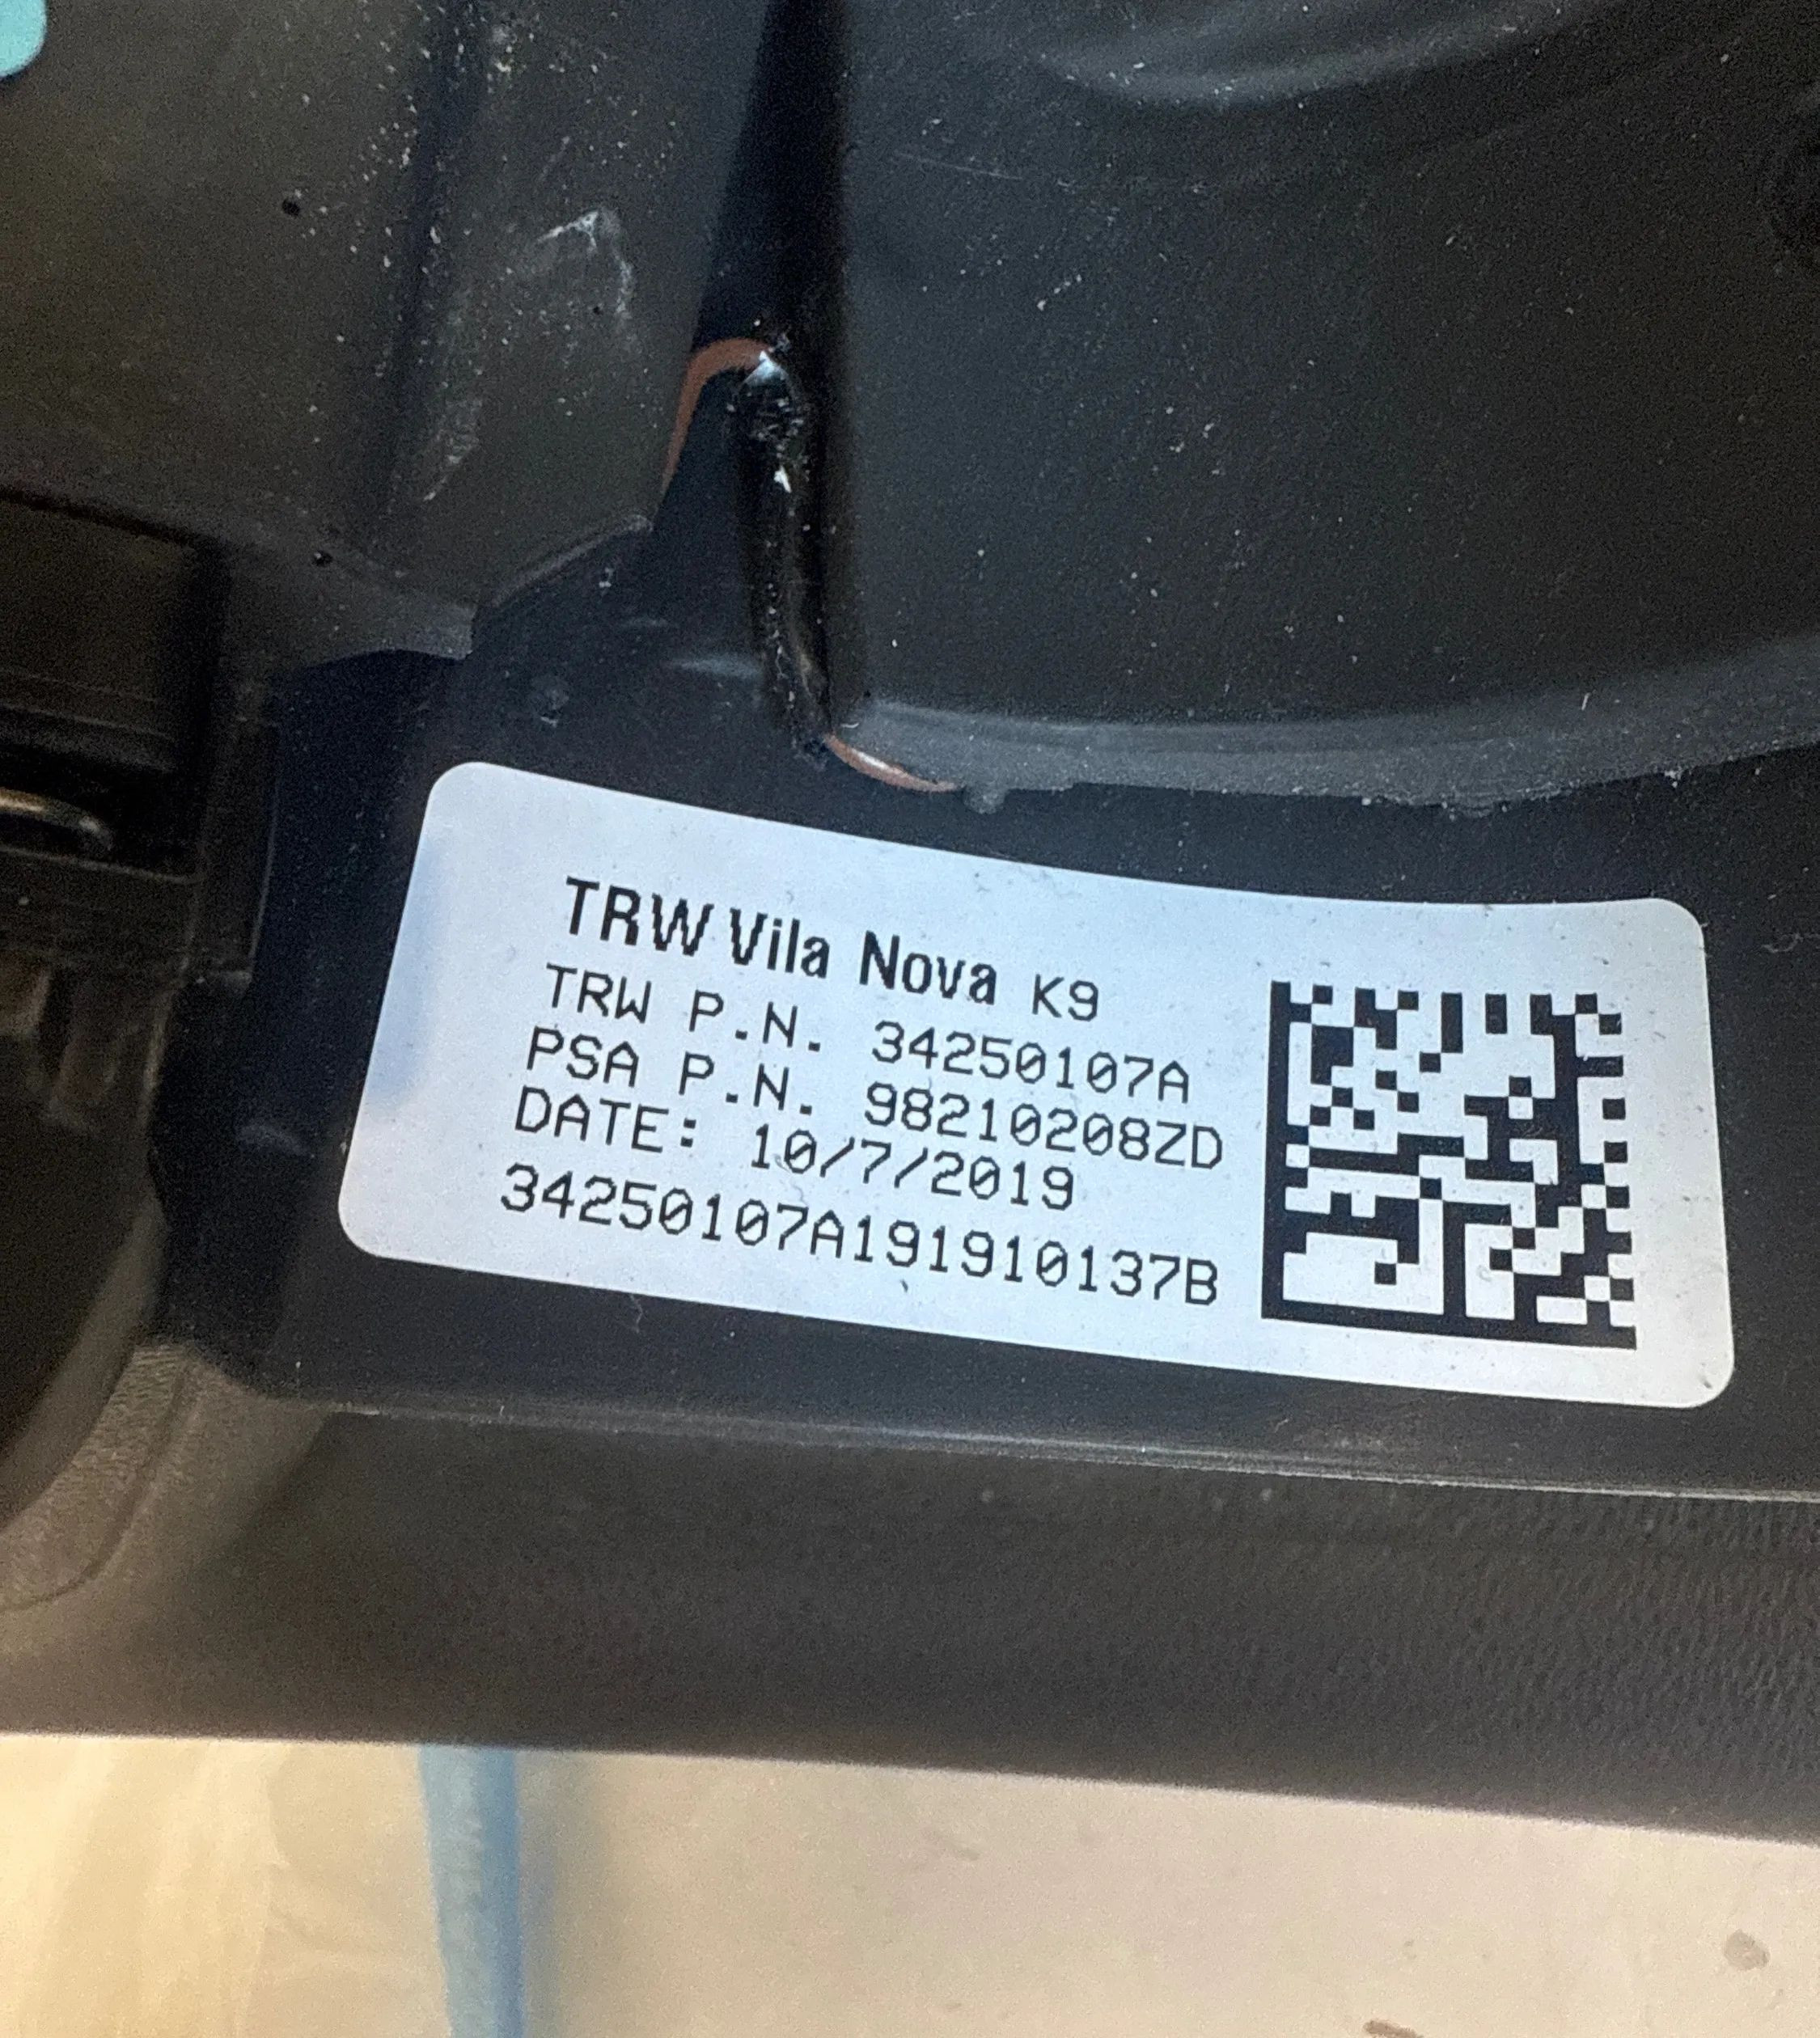 TRW Vila Nova K9
TRW P.N. 34250107A
PSA P.N. 98210208ZD
DATE: 10/7/2019
34250107A191910137B